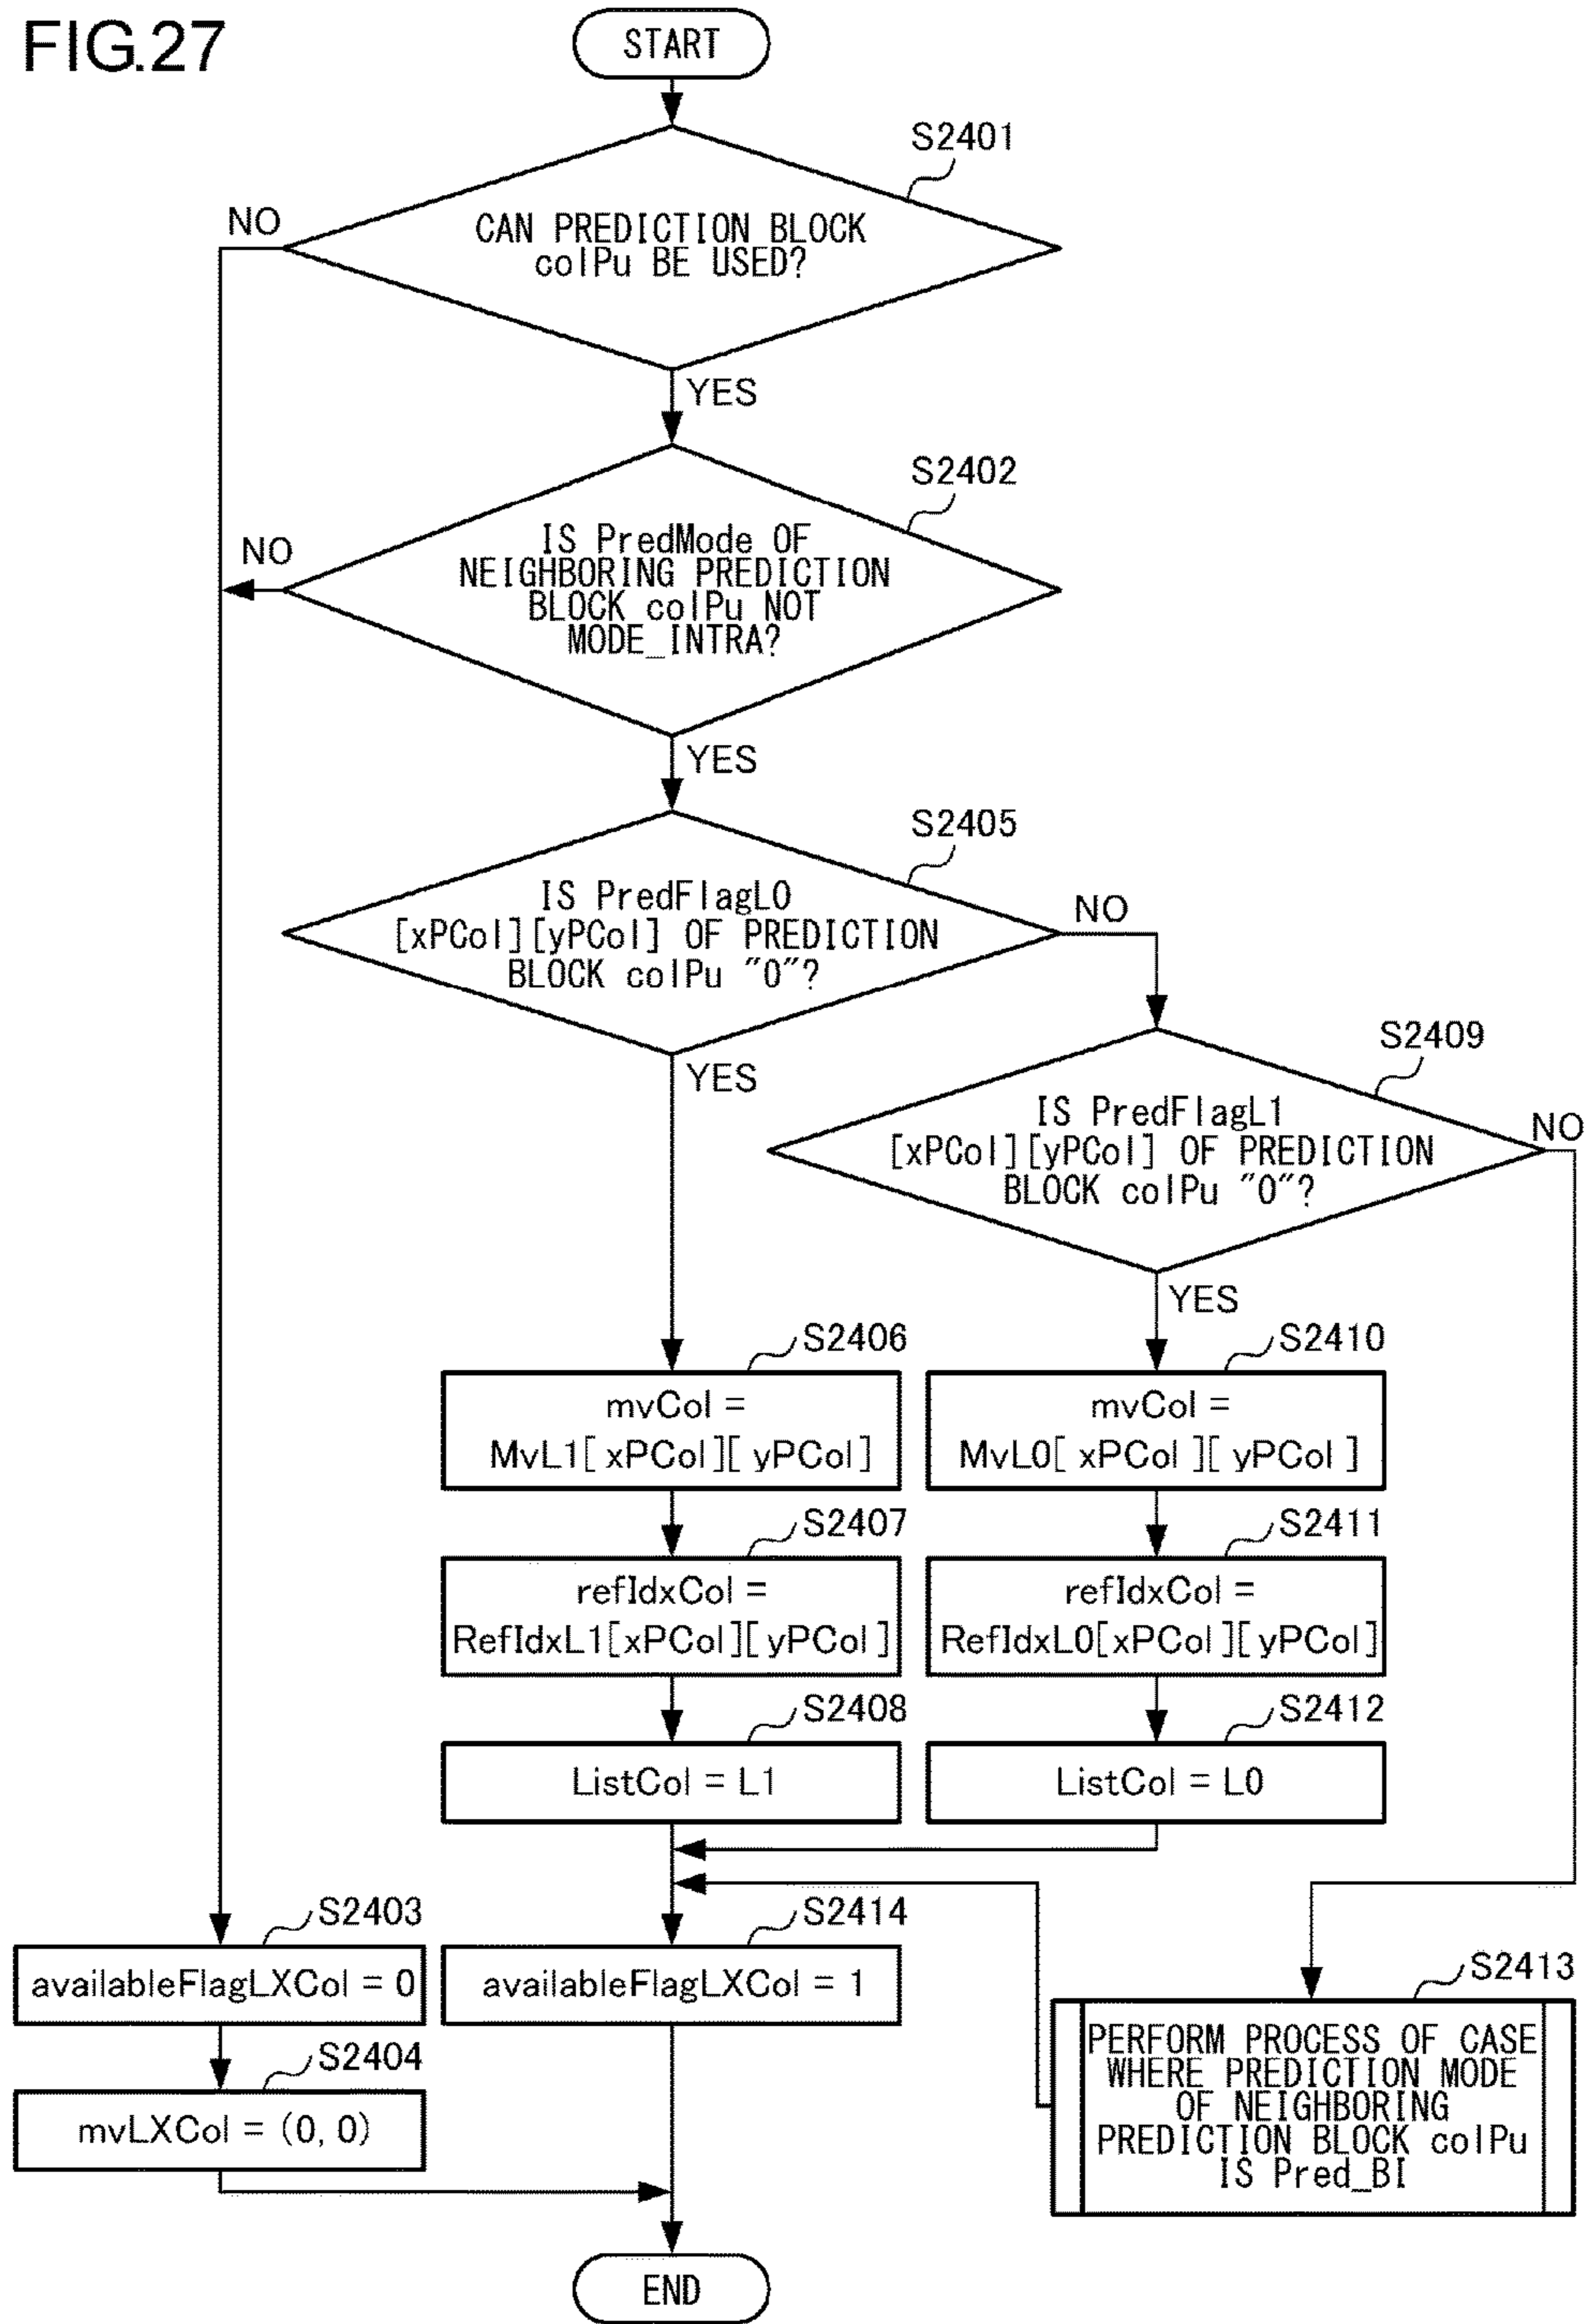 FIG.27
START
S2401
CAN PREDICTION BLOCK
colPu BE USED?
NO
YES
S2402
IS PredMode OF
NEIGHBORING PREDICTION
BLOCK colPu NOT
MODE_INTRA?
NO
YES
S2405
IS PredFlagL0
[xPCol][yPCol] OF PREDICTION
BLOCK colPu "0"?
NO
YES
S2409
IS PredFlagL1
[xPCol][yPCol] OF PREDICTION
BLOCK colPu "0"?
NO
YES
S2406
mvCol =
MvL1[ xPCol][ yPCol]
S2410
mvCol =
MvL0[ xPCol ][ yPCol ]
S2407
refIdxCol =
RefIdxL1[xPCol][yPCol]
S2411
refIdxCol =
RefIdxL0[xPCol][yPCol]
S2408
ListCol = L1
S2412
ListCol = L0
S2403
availableFlagLXCol = 0
S2414
availableFlagLXCol = 1
S2404
mvLXCol = (0, 0)
S2413
PERFORM PROCESS OF CASE
WHERE PREDICTION MODE
OF NEIGHBORING
PREDICTION BLOCK colPu
IS Pred_BI
END